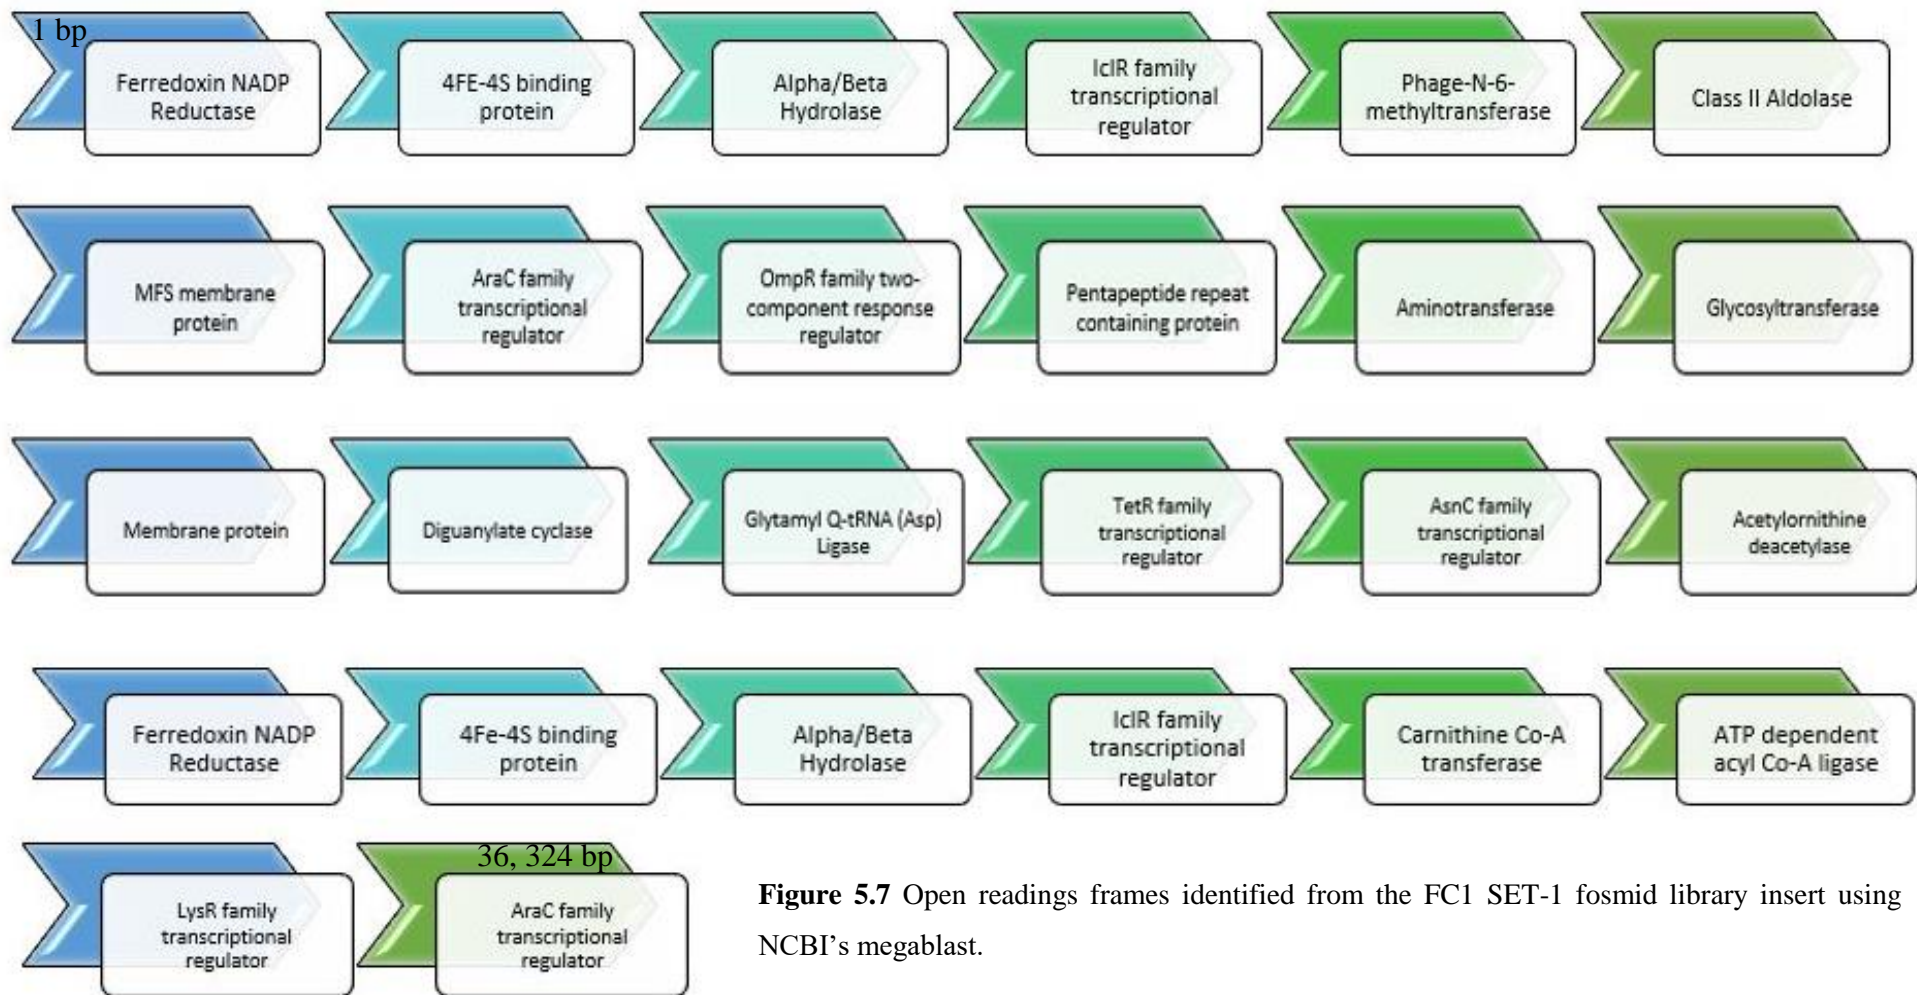 1 bp
Ferredoxin NADP
Reductase
4FE-4S binding
protein
Alpha/Beta
Hydrolase
IclR family
transcriptional
regulator
Phage-N-6-
methyltransferase
Class II Aldolase
MFS membrane
protein
AraC family
transcriptional
regulator
OmpR family two-
component response
regulator
Pentapeptide repeat
containing protein
Aminotransferase
Glycosyltransferase
Membrane protein
Diguanylate cyclase
Glytamyl Q-tRNA (Asp)
Ligase
TetR family
transcriptional
regulator
AsnC family
transcriptional
regulator
Acetylornithine
deacetylase
Ferredoxin NADP
Reductase
4Fe-4S binding
protein
Alpha/Beta
Hydrolase
IclR family
transcriptional
regulator
Carnithine Co-A
transferase
ATP dependent
acyl Co-A ligase
LysR family
transcriptional
regulator
36, 324 bp
AraC family
transcriptional
regulator
Figure 5.7 Open readings frames identified from the FC1 SET-1 fosmid library insert using
NCBI's megablast.